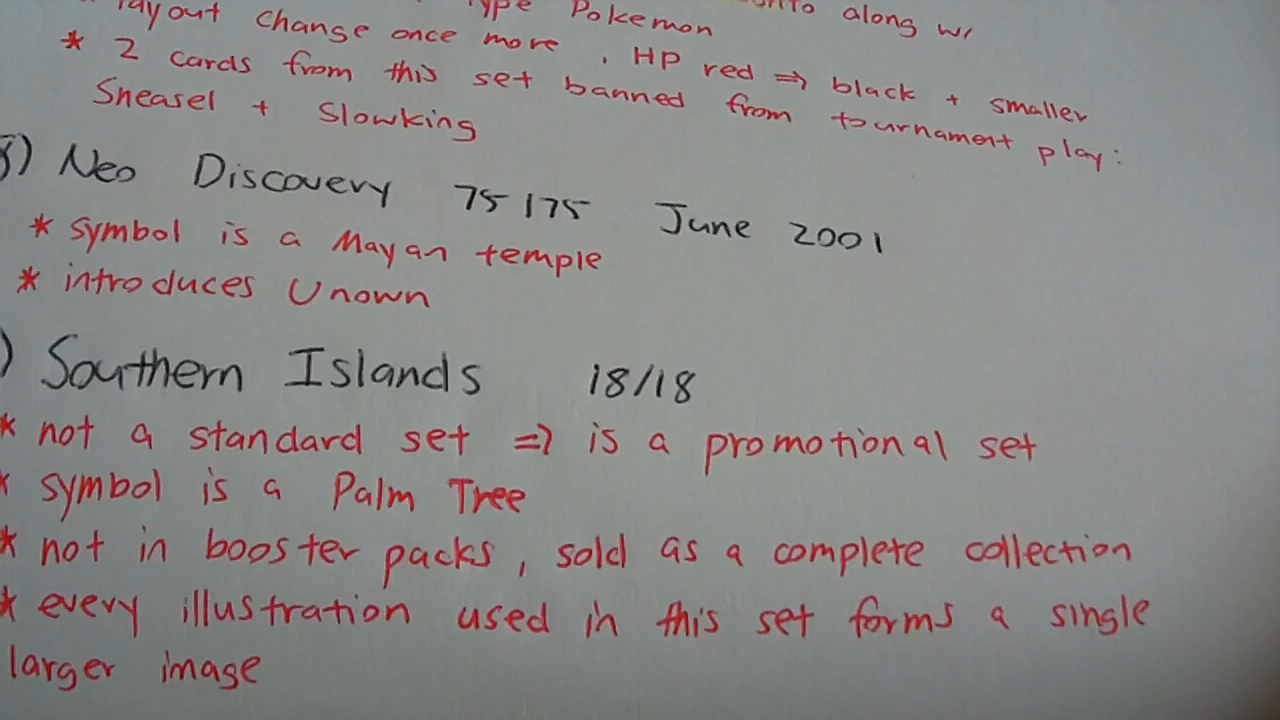 layout change once more, HP red => black + smaller
Type Pokemon along w/
* 2 cards from this set banned from tournament play:
Sneasel + Slowking
) Neo Discovery 75/75 June 2001
* symbol is a Mayan temple
* introduces Unown
) Southern Islands 18/18
* not a standard set => is a promotional set
* symbol is a Palm Tree
* not in booster packs, sold as a complete collection
* every illustration used in this set forms a single
larger image